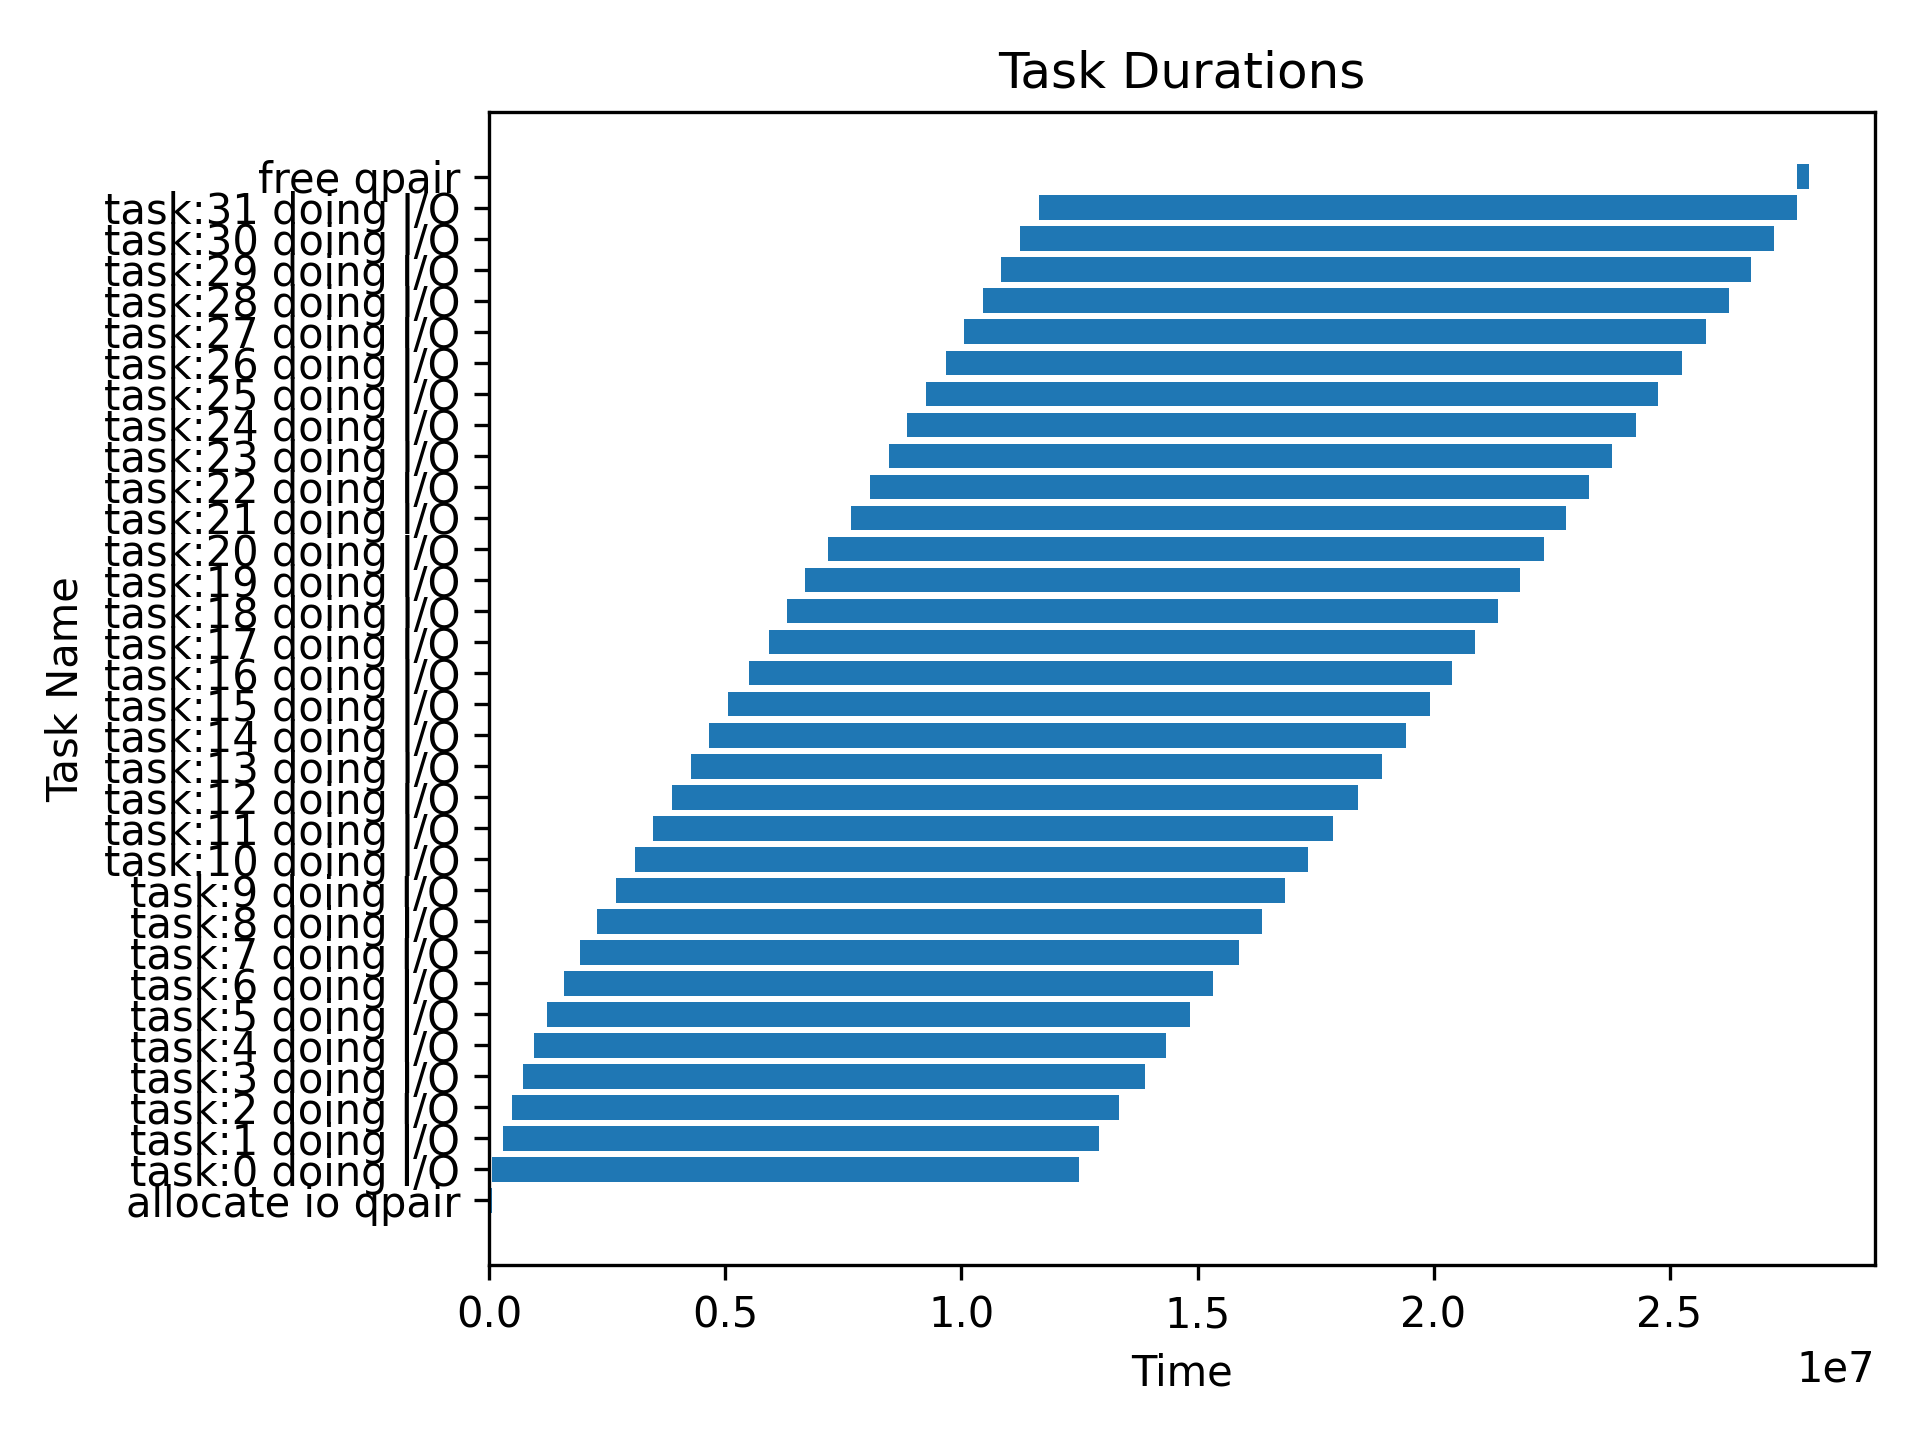 Task Durations
free qpair
task:31 doing I/O
task:30 doing I/O
task:29 doing I/O
task:28 doing I/O
task:27 doing I/O
task:26 doing I/O
task:25 doing I/O
task:24 doing I/O
task:23 doing I/O
task:22 doing I/O
task:21 doing I/O
task:20 doing I/O
task:19 doing I/O
task:18 doing I/O
task:17 doing I/O
task:16 doing I/O
task:15 doing I/O
task:14 doing I/O
task:13 doing I/O
task:12 doing I/O
task:11 doing I/O
task:10 doing I/O
task:9 doing I/O
task:8 doing I/O
task:7 doing I/O
task:6 doing I/O
task:5 doing I/O
task:4 doing I/O
task:3 doing I/O
task:2 doing I/O
task:1 doing I/O
task:0 doing I/O
allocate io qpair
Task Name
0.0 0.5 1.0 1.5 2.0 2.5
1e7
Time